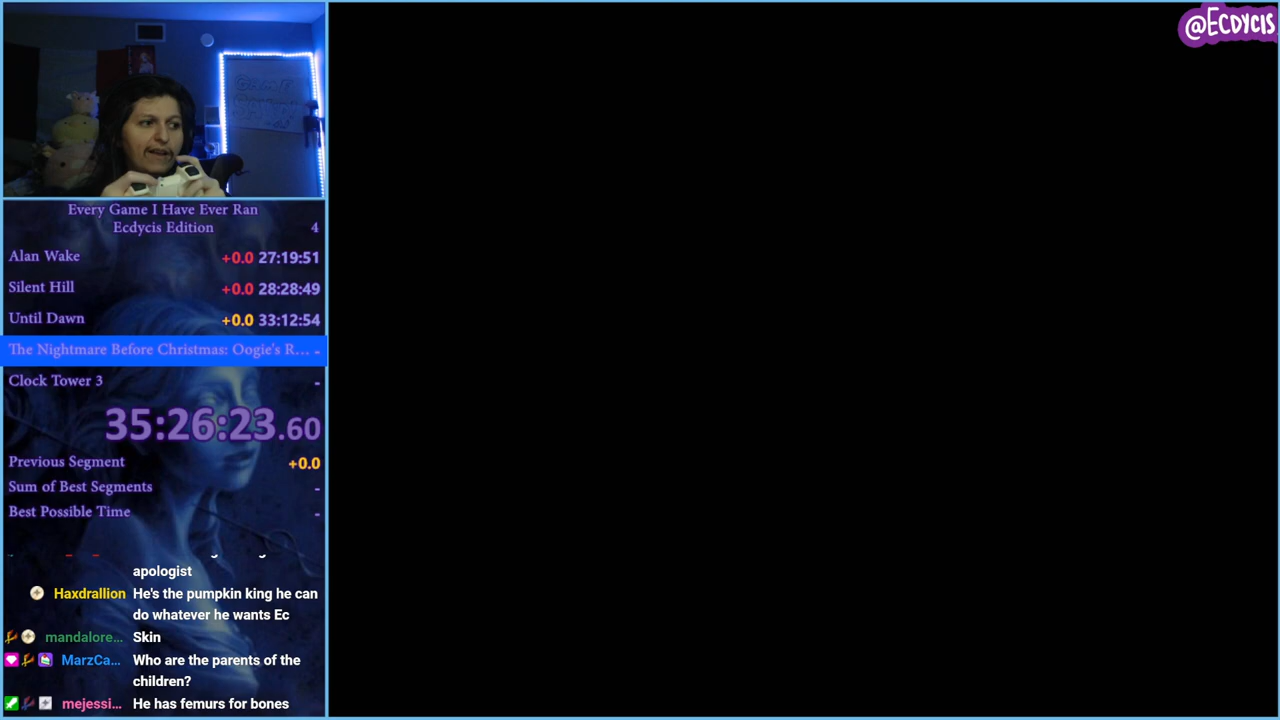 @ECDYCIS
GAME
Every Game I Have Ever Ran
Ecdycis Edition 4
Alan Wake +0.0 27:19:51
Silent Hill +0.0 28:28:49
Until Dawn +0.0 33:12:54
The Nightmare Before Christmas: Oogie's R... -
Clock Tower 3 -
35:26:23.60
Previous Segment +0.0
Sum of Best Segments -
Best Possible Time -
apologist
Haxdrallion He's the pumpkin king he can
do whatever he wants Ec
mandalore... Skin
MarzCa... Who are the parents of the
children?
mejessi... He has femurs for bones